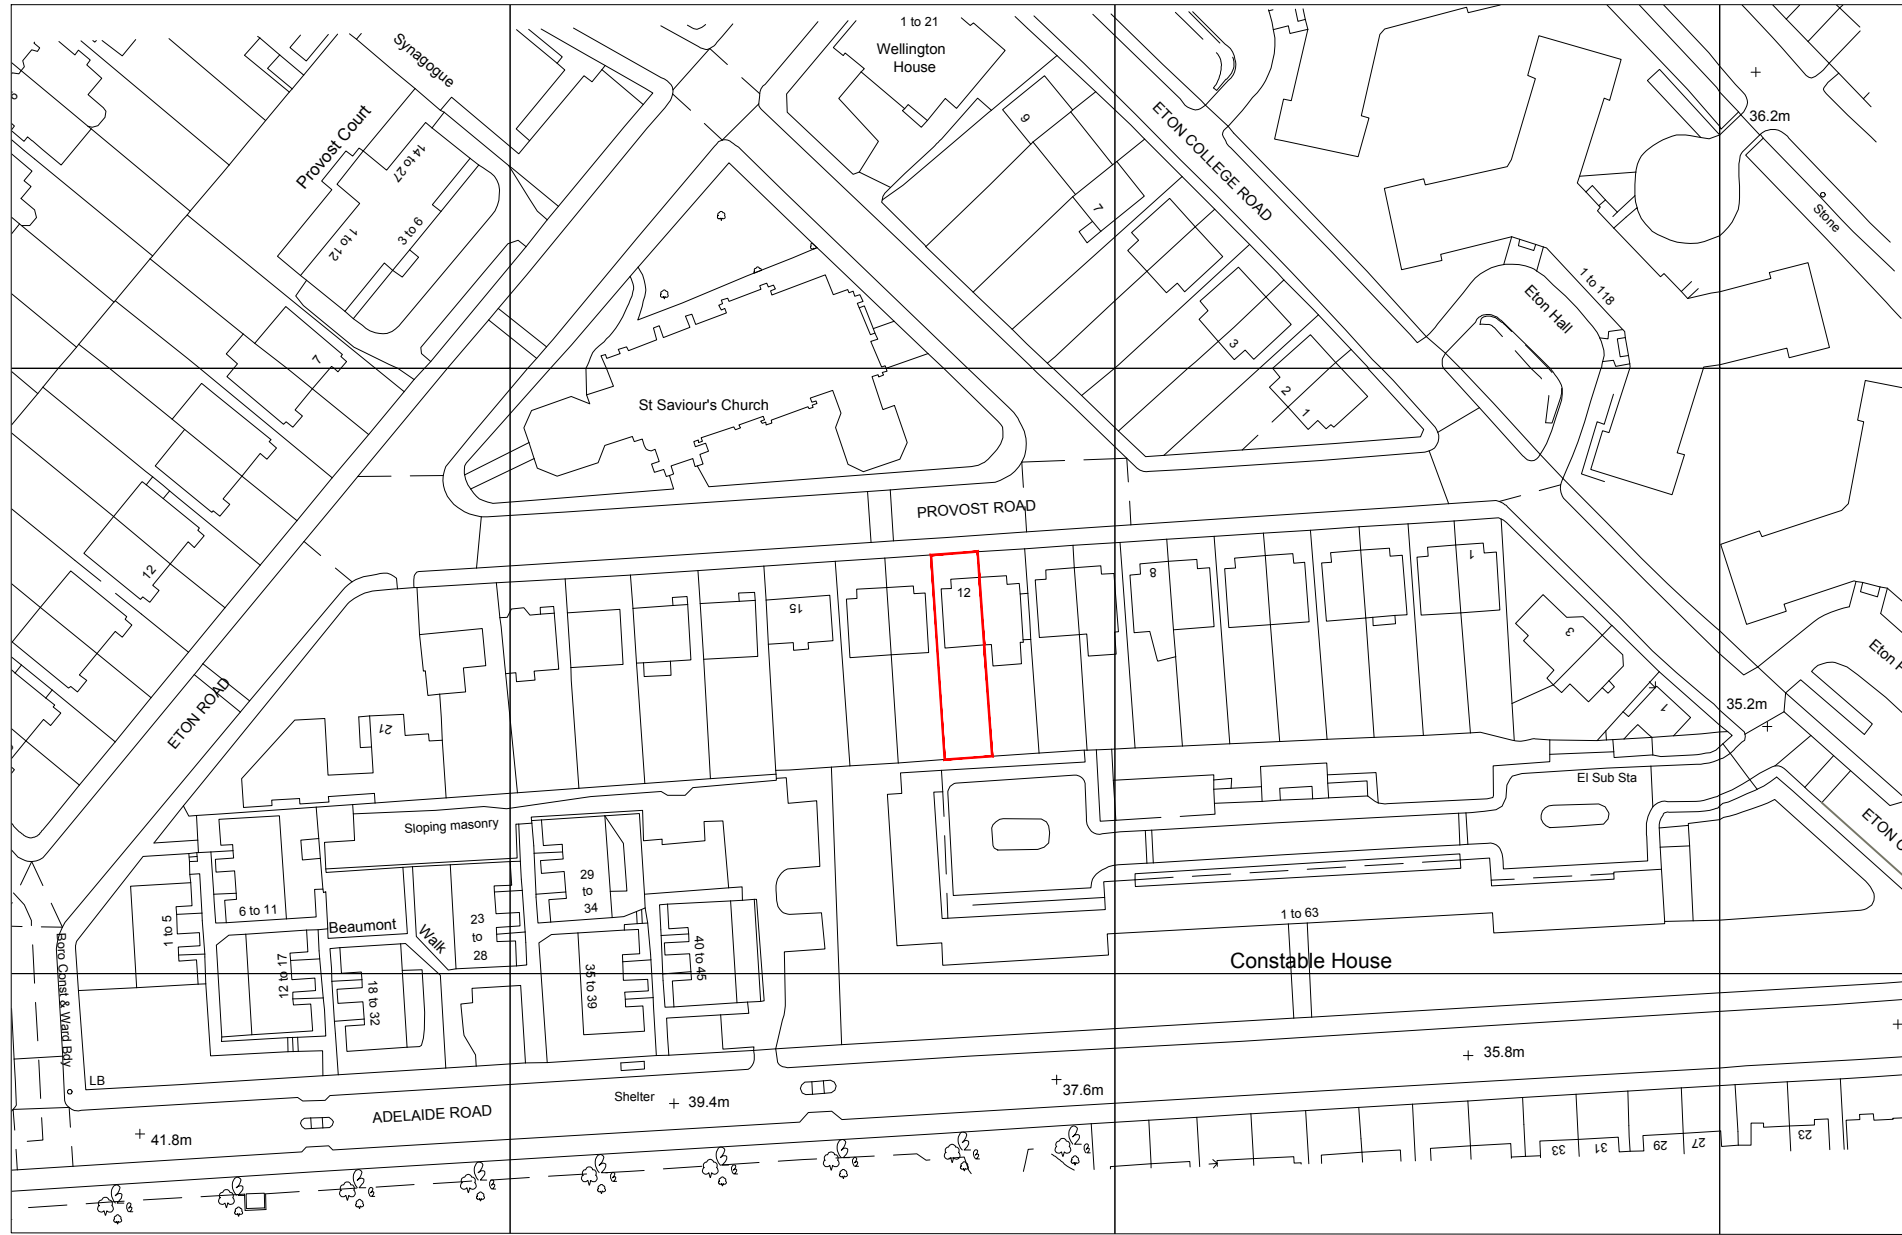 1 to 21
Wellington
House
Synagogue
Provost Court
14 to 27
9 to 3
1 to 12
7
12
9
7
3
2
1
ETON COLLEGE ROAD
36.2m
Stone
1 to 118
Eton Hall
St Saviour's Church
PROVOST ROAD
ETON ROAD
21
15
12
8
1
3
1
35.2m
El Sub Sta
Sloping masonry
6 to 11
1 to 5
12 to 17
Beaumont
Walk
18 to 32
23
to
28
29
to
34
35 to 39
40 to 45
1 to 63
Constable House
Boro Const & Ward Bdy
LB
Shelter
ADELAIDE ROAD
41.8m
39.4m
37.6m
35.8m
33
31
29
27
23